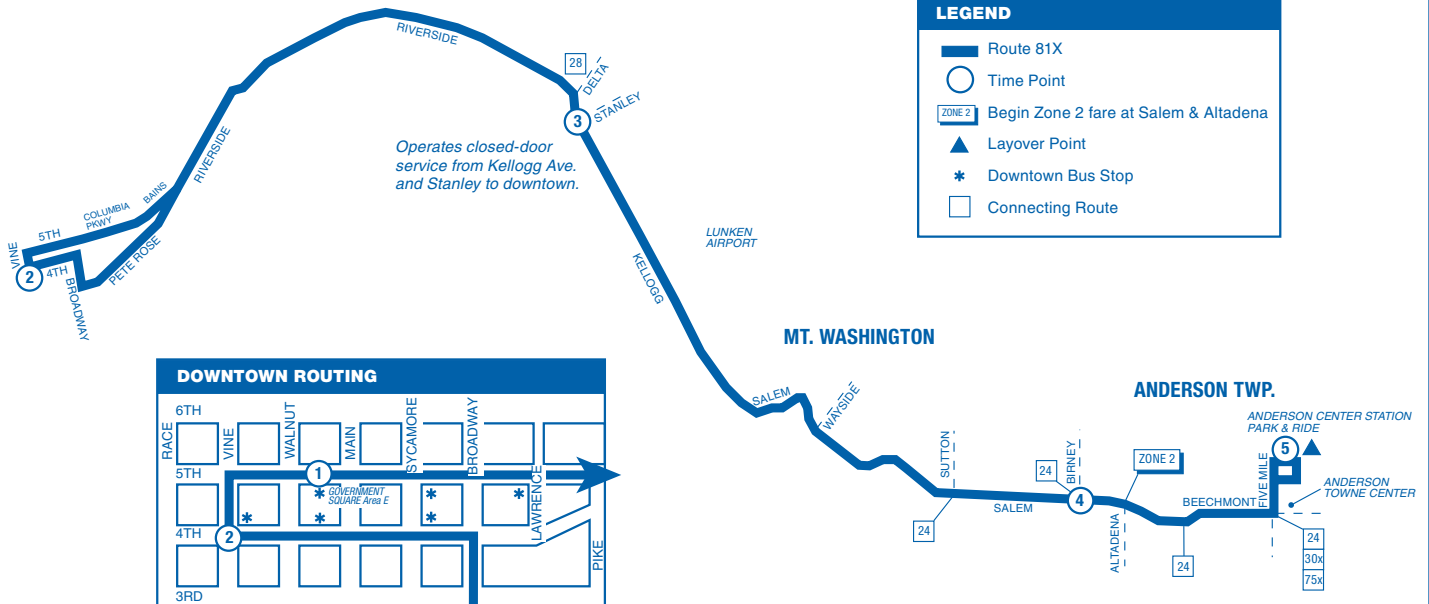 RIVERSIDE
28
DELTA
STANLEY
3
Operates closed-door
service from Kellogg Ave.
and Stanley to downtown.
RIVERSIDE
BAINS
COLUMBIA
PKWY
5TH
VINE
2
4TH
PETE ROSE
BROADWAY
LUNKEN
AIRPORT
KELLOGG
LEGEND
Route 81X
Time Point
ZONE 2
Begin Zone 2 fare at Salem & Altadena
Layover Point
Downtown Bus Stop
Connecting Route
MT. WASHINGTON
SALEM
WAYSIDE
SUTTON
24
SALEM
24
BIRNEY
4
ZONE 2
ALTADENA
24
BEECHMONT
FIVE MILE
ANDERSON TWP.
ANDERSON CENTER STATION
PARK & RIDE
5
ANDERSON
TOWNE CENTER
24
30x
75x
DOWNTOWN ROUTING
6TH
RACE
VINE
WALNUT
MAIN
SYCAMORE
BROADWAY
5TH
1
GOVERNMENT
SQUARE Area E
LAWRENCE
4TH
2
PIKE
3RD